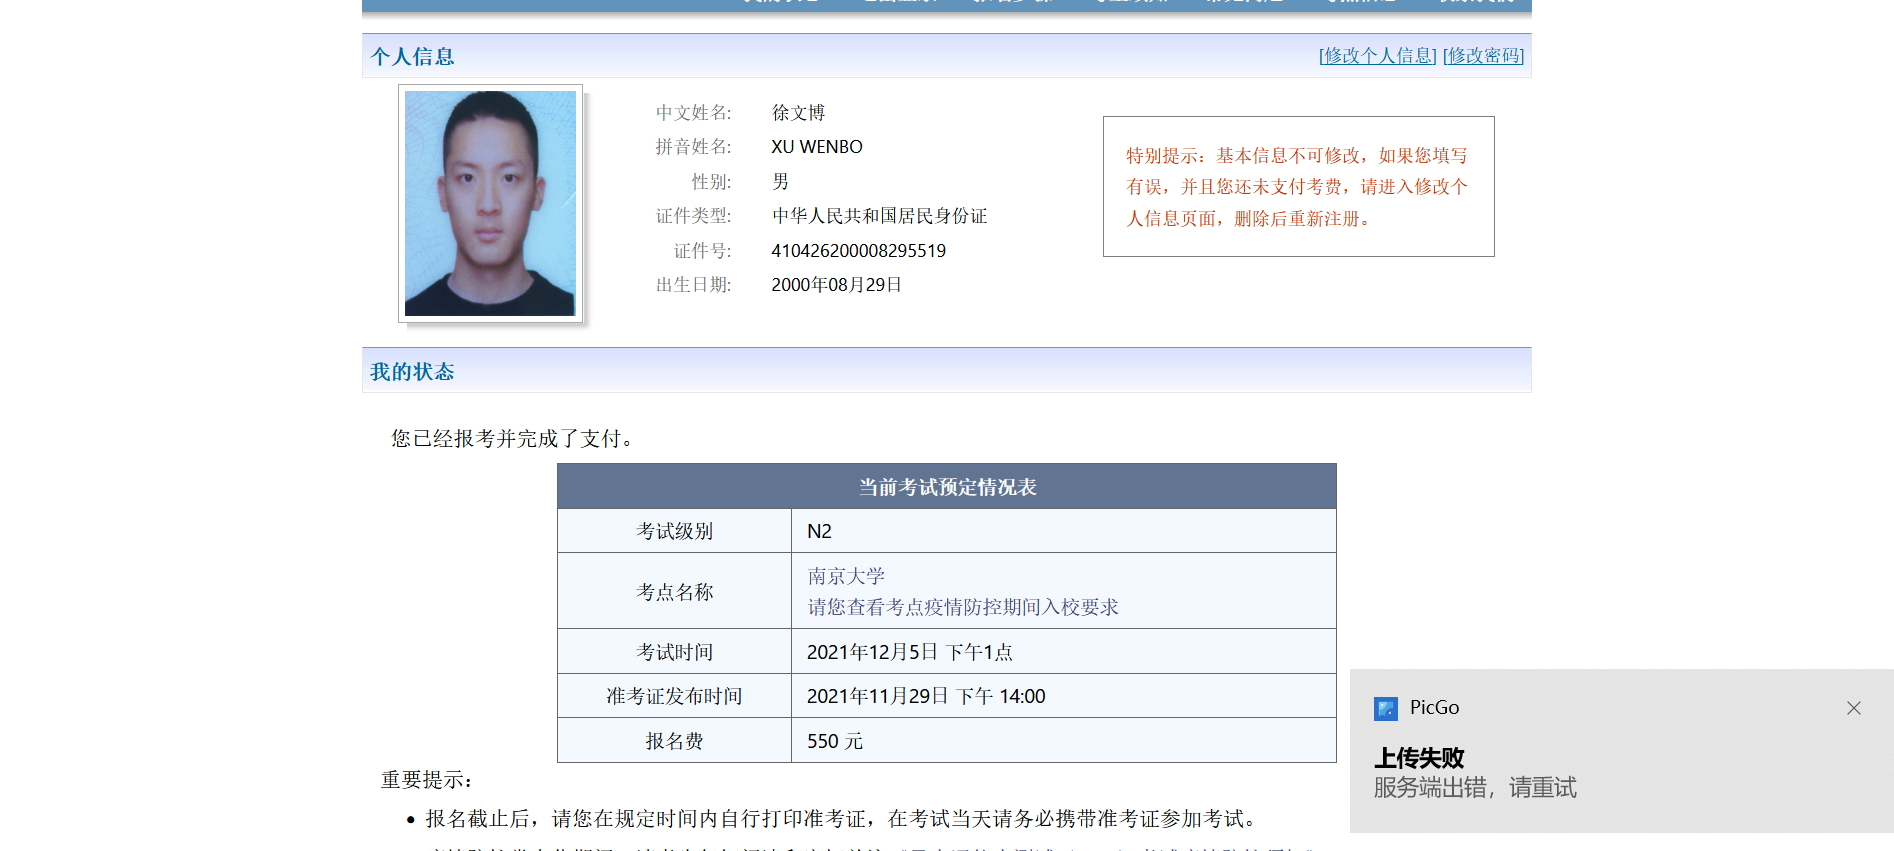 个人信息
[修改个人信息] [修改密码]
中文姓名: 徐文博
拼音姓名: XU WENBO
性别: 男
证件类型: 中华人民共和国居民身份证
证件号: 410426200008295519
出生日期: 2000年08月29日
特别提示：基本信息不可修改，如果您填写
有误，并且您还未支付考费，请进入修改个
人信息页面，删除后重新注册。
我的状态
您已经报考并完成了支付。
当前考试预定情况表
考试级别 N2
考点名称 南京大学
请您查看考点疫情防控期间入校要求
考试时间 2021年12月5日 下午1点
准考证发布时间 2021年11月29日 下午 14:00
报名费 550 元
重要提示：
• 报名截止后，请您在规定时间内自行打印准考证，在考试当天请务必携带准考证参加考试。
PicGo
上传失败
服务端出错，请重试